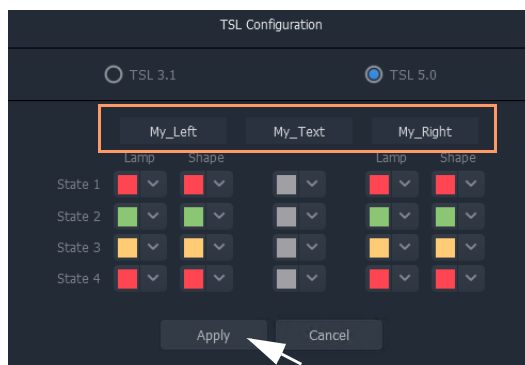 TSL Configuration
TSL 3.1 TSL 5.0
My_Left My_Text My_Right
Lamp Shape Lamp Shape
State 1
State 2
State 3
State 4
Apply Cancel